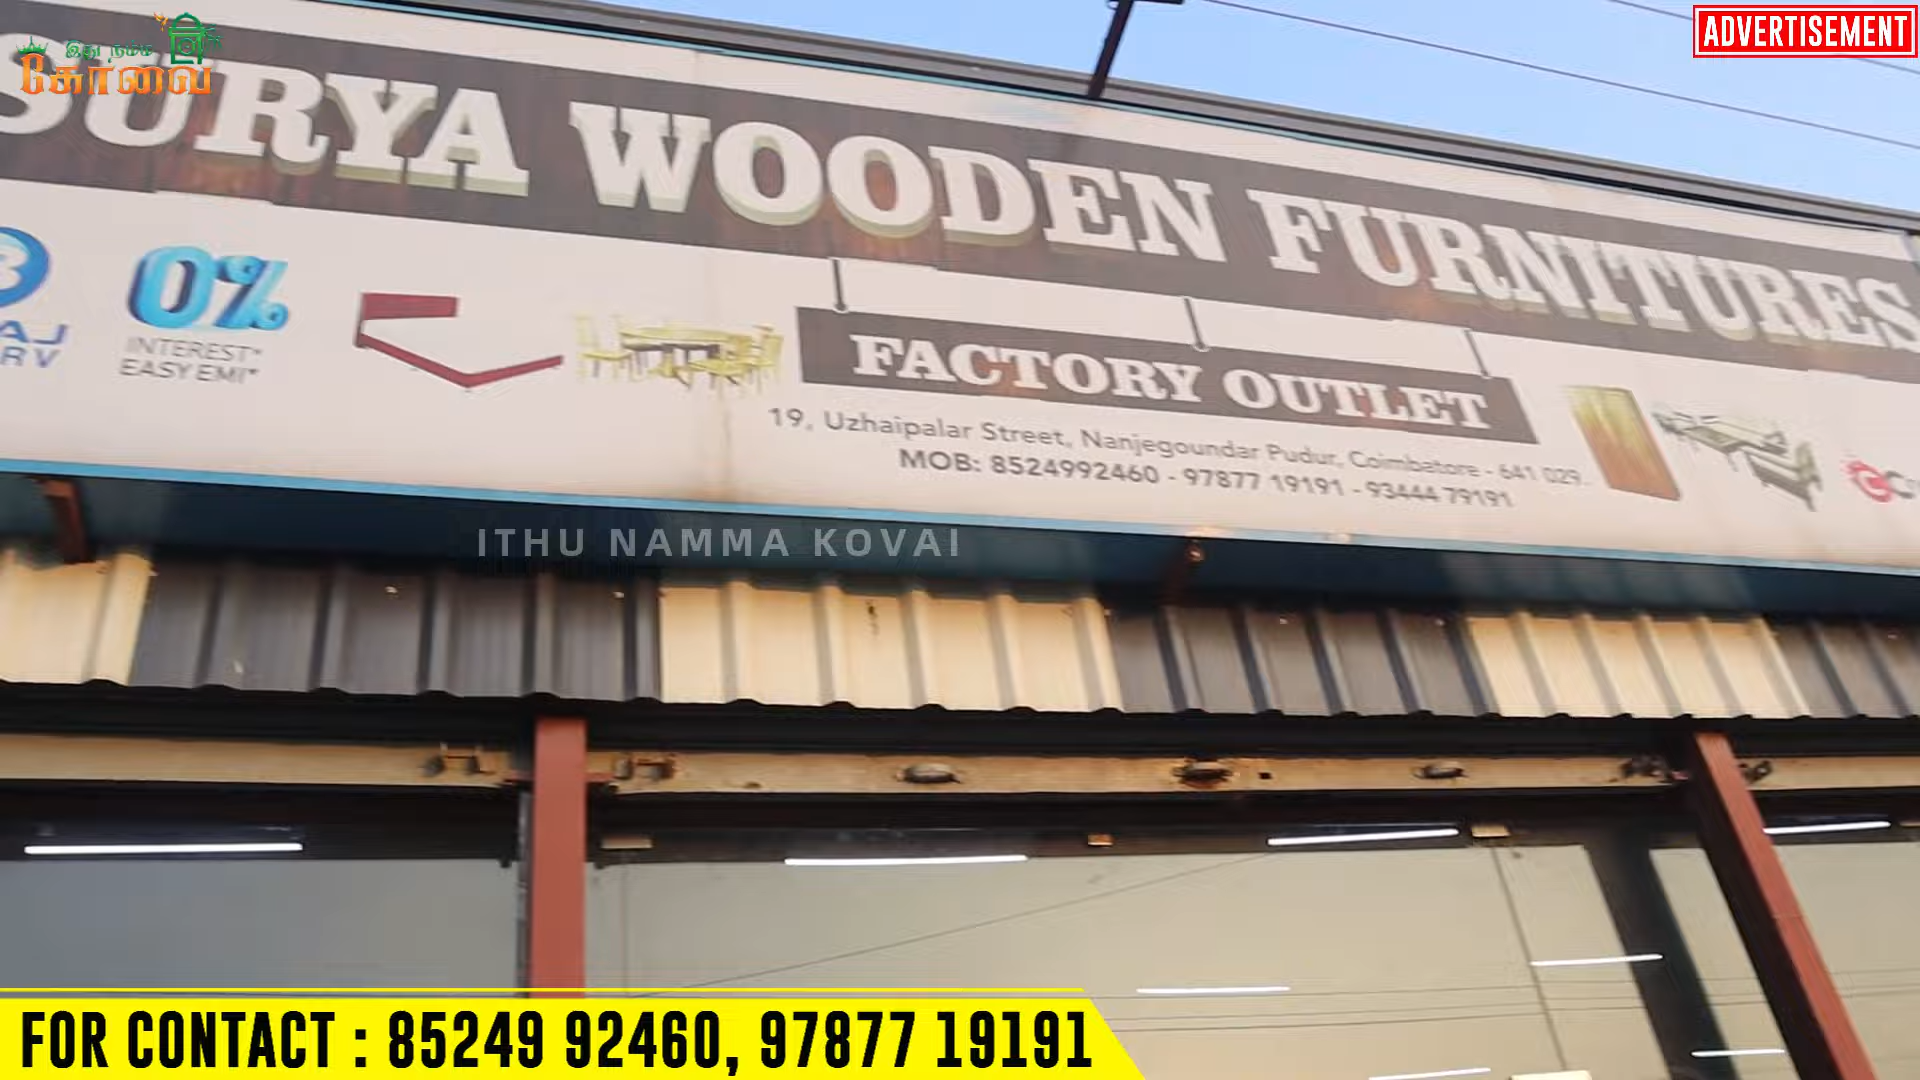 இது நம்ம
கோவை
ADVERTISEMENT
SURYA WOODEN FURNITURES
0%
INTEREST*
EASY EMI*
FACTORY OUTLET
19, Uzhaipalar Street, Nanjegoundar Pudur, Coimbatore - 641 029.
MOB: 8524992460 - 97877 19191 - 93444 79191
ITHU NAMMA KOVAI
FOR CONTACT : 85249 92460, 97877 19191